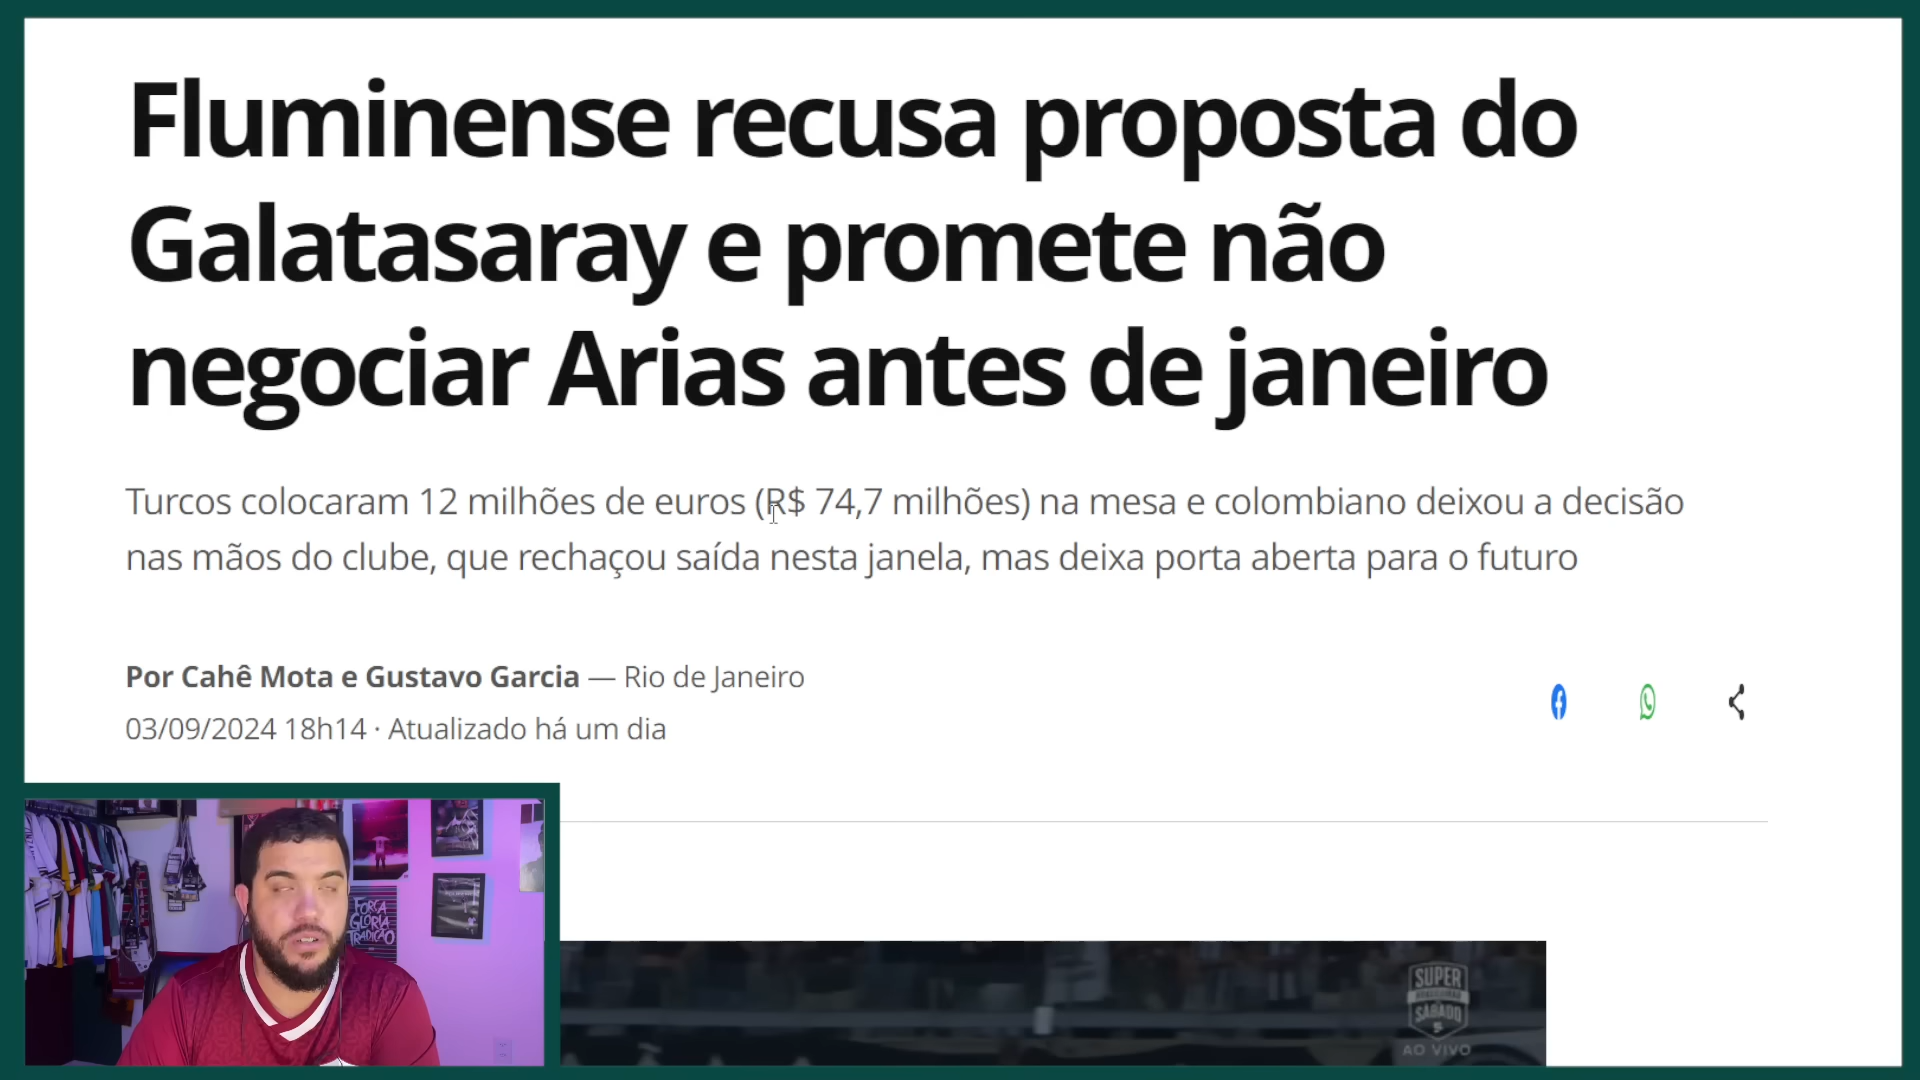 Fluminense recusa proposta do
Galatasaray e promete não
negociar Arias antes de janeiro
Turcos colocaram 12 milhões de euros (R$ 74,7 milhões) na mesa e colombiano deixou a decisão
nas mãos do clube, que rechaçou saída nesta janela, mas deixa porta aberta para o futuro
Por Cahê Mota e Gustavo Garcia — Rio de Janeiro
03/09/2024 18h14 · Atualizado há um dia
FORÇA
GLÓRIA
TRADIÇÃO
SUPER
SÁBADO
AO VIVO